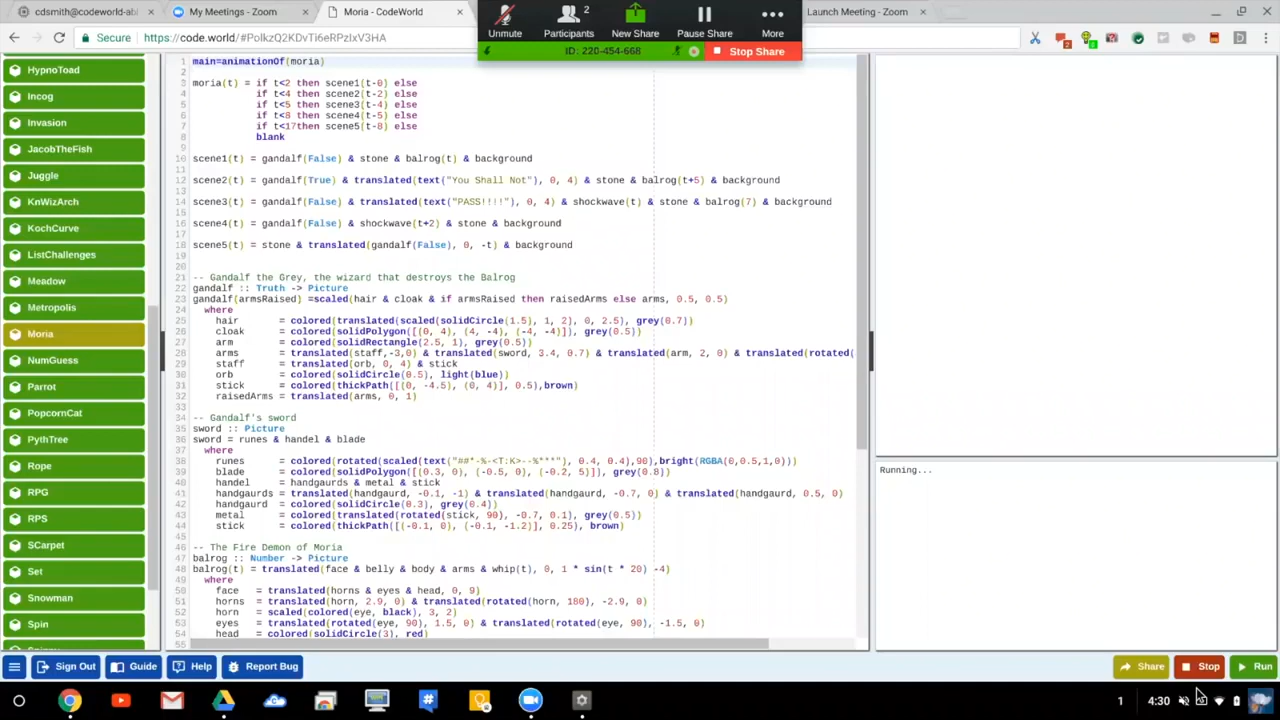 cdsmith@codeworld-abl
My Meetings - Zoom
Moria - CodeWorld
Launch Meeting - Zoom
Unmute
Participants
2
New Share
Pause Share
More
ID: 220-454-668
Stop Share
Secure
https://code.world/#PolkzQ2KDvTi6eRPzIxV3HA
HypnoToad
Incog
Invasion
JacobTheFish
Juggle
KnWizArch
KochCurve
ListChallenges
Meadow
Metropolis
Moria
NumGuess
Parrot
PopcornCat
PythTree
Rope
RPG
RPS
SCarpet
Set
Snowman
Spin
1 main=animationOf(moria)
2
3 moria(t) = if t<2 then scene1(t-0) else
4 if t<4 then scene2(t-2) else
5 if t<5 then scene3(t-4) else
6 if t<8 then scene4(t-5) else
7 if t<17then scene5(t-8) else
8 blank
9
10 scene1(t) = gandalf(False) & stone & balrog(t) & background
11
12 scene2(t) = gandalf(True) & translated(text("You Shall Not"), 0, 4) & stone & balrog(t+5) & background
13
14 scene3(t) = gandalf(False) & translated(text("PASS!!!!"), 0, 4) & shockwave(t) & stone & balrog(7) & background
15
16 scene4(t) = gandalf(False) & shockwave(t+2) & stone & background
17
18 scene5(t) = stone & translated(gandalf(False), 0, -t) & background
19
20
21 -- Gandalf the Grey, the wizard that destroys the Balrog
22 gandalf :: Truth -> Picture
23 gandalf(armsRaised) =scaled(hair & cloak & if armsRaised then raisedArms else arms, 0.5, 0.5)
24 where
25 hair = colored(translated(scaled(solidCircle(1.5), 1, 2), 0, 2.5), grey(0.7))
26 cloak = colored(solidPolygon([(0, 4), (4, -4), (-4, -4)]), grey(0.5))
27 arm = colored(solidRectangle(2.5, 1), grey(0.5))
28 arms = translated(staff,-3,0) & translated(sword, 3.4, 0.7) & translated(arm, 2, 0) & translated(rotated(
29 staff = translated(orb, 0, 4) & stick
30 orb = colored(solidCircle(0.5), light(blue))
31 stick = colored(thickPath([(0, -4.5), (0, 4)], 0.5),brown)
32 raisedArms = translated(arms, 0, 1)
33
34 -- Gandalf's sword
35 sword :: Picture
36 sword = runes & handel & blade
37 where
38 runes = colored(rotated(scaled(text("##*-%-<T:K>--%***"), 0.4, 0.4),90),bright(RGBA(0,0.5,1,0)))
39 blade = colored(solidPolygon([(0.3, 0), (-0.5, 0), (-0.2, 5)]), grey(0.8))
40 handel = handgaurds & metal & stick
41 handgaurds = translated(handgaurd, -0.1, -1) & translated(handgaurd, -0.7, 0) & translated(handgaurd, 0.5, 0)
42 handgaurd = colored(solidCircle(0.3), grey(0.4))
43 metal = colored(translated(rotated(stick, 90), -0.7, 0.1), grey(0.5))
44 stick = colored(thickPath([(-0.1, 0), (-0.1, -1.2)], 0.25), brown)
45
46 -- The Fire Demon of Moria
47 balrog :: Number -> Picture
48 balrog(t) = translated(face & belly & body & arms & whip(t), 0, 1 * sin(t * 20) -4)
49 where
50 face = translated(horns & eyes & head, 0, 9)
51 horns = translated(horn, 2.9, 0) & translated(rotated(horn, 180), -2.9, 0)
52 horn = scaled(colored(eye, black), 3, 2)
53 eyes = translated(rotated(eye, 90), 1.5, 0) & translated(rotated(eye, 90), -1.5, 0)
54 head = colored(solidCircle(3), red)
55
Running...
Sign Out
Guide
Help
Report Bug
Share
Stop
Run
1
4:30